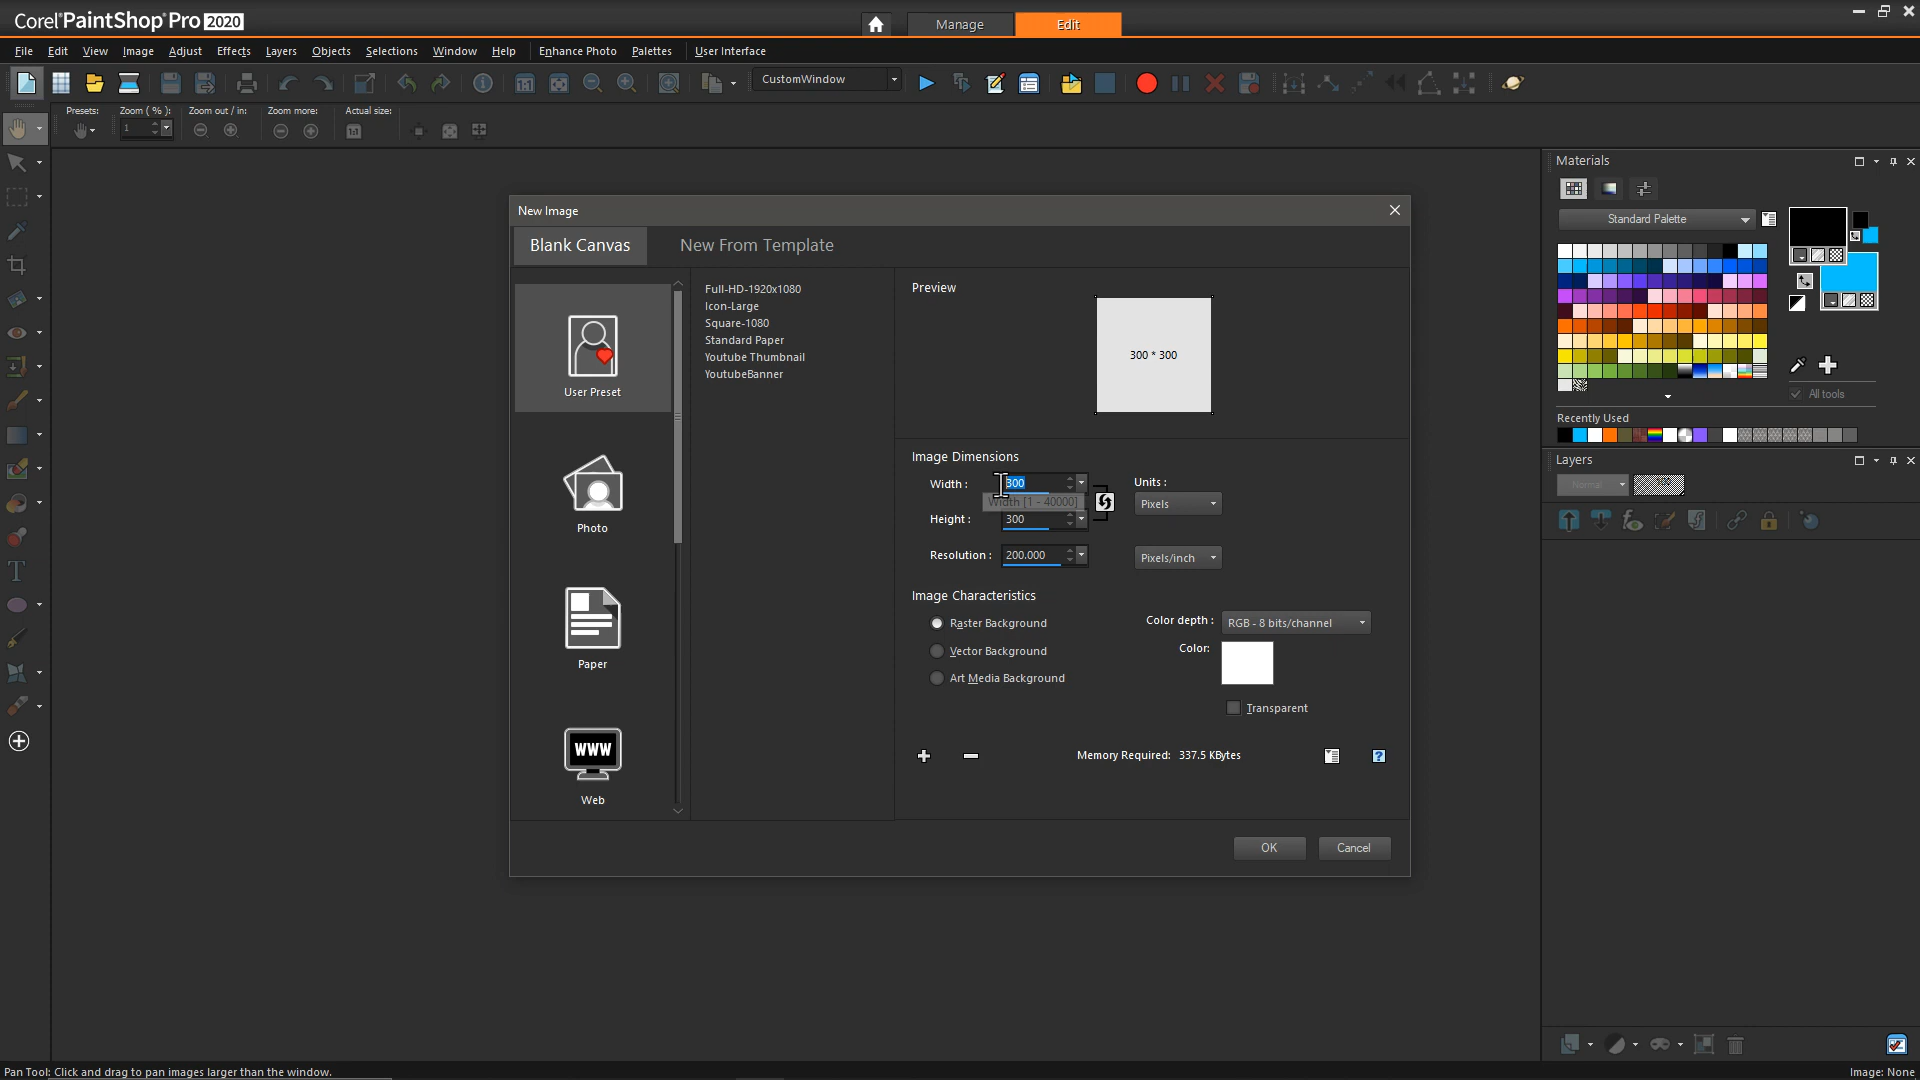 Corel PaintShop Pro 2020
Manage
Edit
File Edit View Image Adjust Effects Layers Objects Selections Window Help Enhance Photo Palettes User Interface
CustomWindow
Presets: Zoom ( % ): Zoom out / in: Zoom more: Actual size:
1
Materials
Standard Palette
All tools
Recently Used
Layers
Normal
New Image
Blank Canvas
New From Template
User Preset
Photo
Paper
WWW
Web
Full-HD-1920x1080
Icon-Large
Square-1080
Standard Paper
Youtube Thumbnail
YoutubeBanner
Preview
300 * 300
Image Dimensions
Width : 300
Width [1 - 40000]
Height : 300
Units :
Pixels
Resolution : 200.000 Pixels/inch
Image Characteristics
Raster Background
Vector Background
Art Media Background
Color depth : RGB - 8 bits/channel
Color:
Transparent
Memory Required: 337.5 KBytes
OK
Cancel
Pan Tool: Click and drag to pan images larger than the window.
Image: None